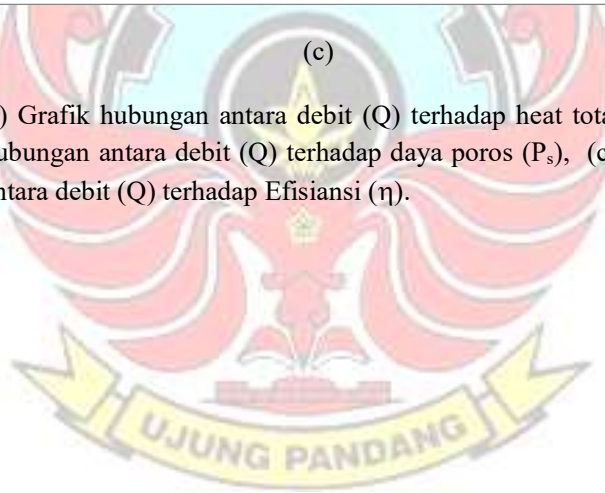 (c)
) Grafik hubungan antara debit (Q) terhadap heat tota
ubungan antara debit (Q) terhadap daya poros (Ps), (c
ntara debit (Q) terhadap Efisiansi (η).
UJUNG PANDANG